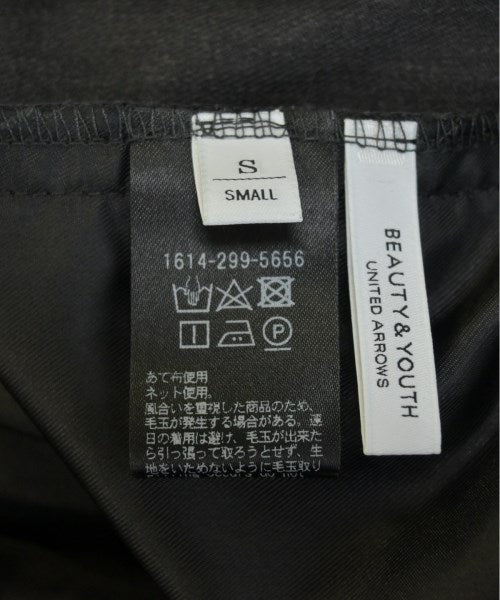 S
SMALL
1614-299-5656
あて布使用
ネット使用。
風合いを重視した商品のため、
毛玉が発生する場合がある。連
日の着用は避け、毛玉が出来た
ら引っ張って取ろうとせず、生
地をいためないように毛玉取り
BEAUTY & YOUTH
UNITED ARROWS